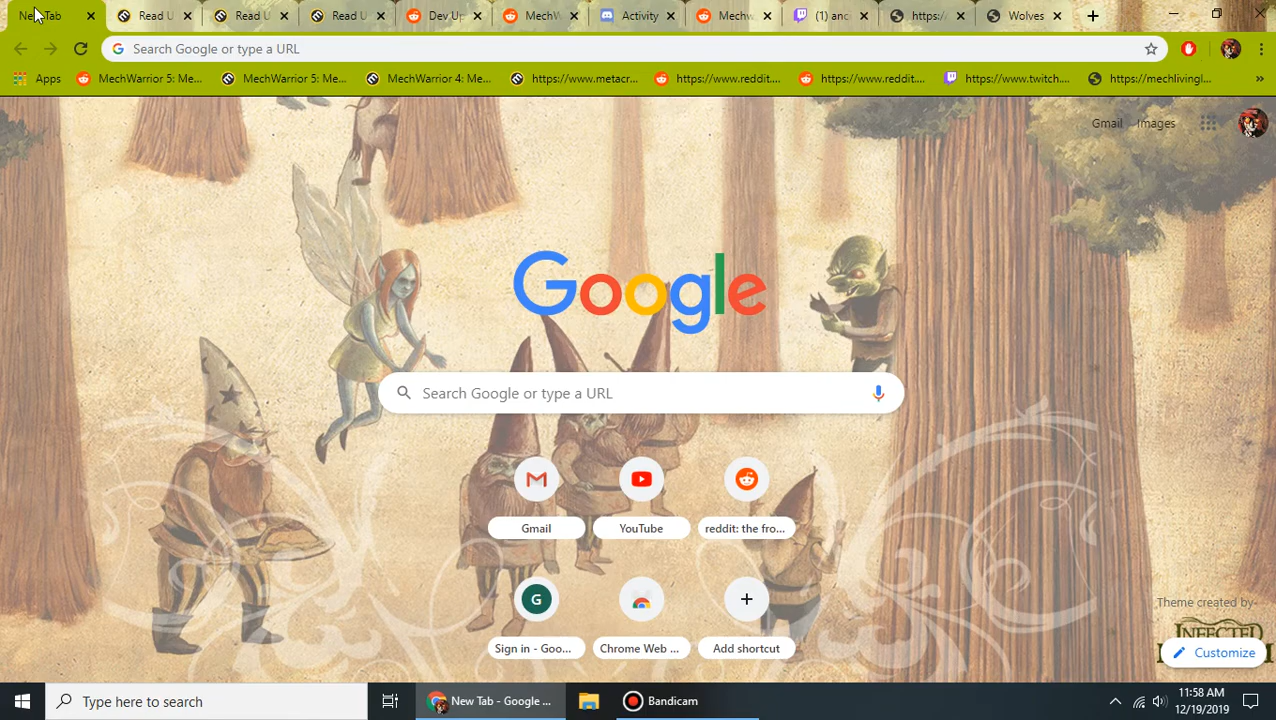 New Tab
Read U
Read U
Read U
Dev Up
MechW
Activity
Mechw
(1) anc
https:/
Wolves
Search Google or type a URL
Apps
MechWarrior 5: Me...
MechWarrior 5: Me...
MechWarrior 4: Me...
https://www.metacr...
https://www.reddit....
https://www.reddit....
https://www.twitch....
https://mechlivingl...
»
Gmail
Images
Google
Search Google or type a URL
Gmail
YouTube
reddit: the fro...
G
Sign in - Goo...
Chrome Web ...
Add shortcut
Theme created by
INFECTED
Customize
Type here to search
New Tab - Google ...
Bandicam
11:58 AM
12/19/2019